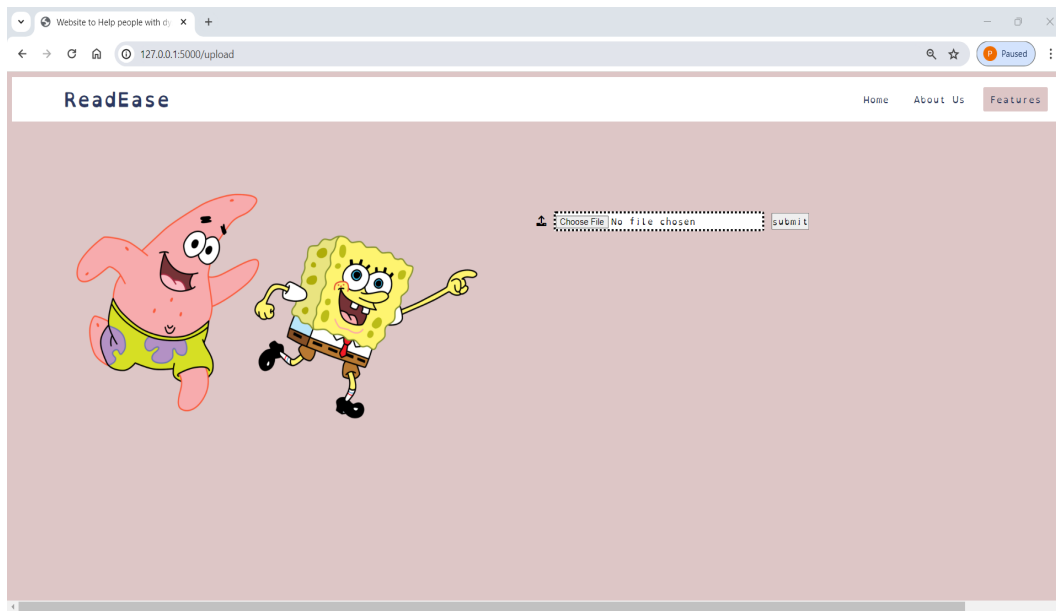 Website to Help people with dy
127.0.0.1:5000/upload
Paused
ReadEase
Home About Us Features
Choose File No file chosen submit